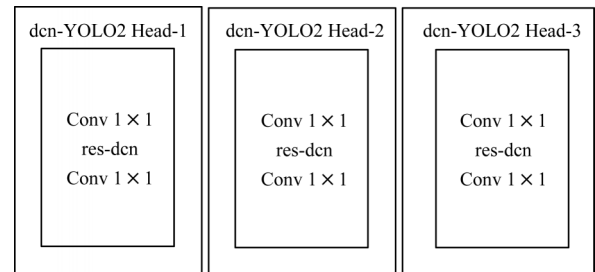 dcn-YOLO2 Head-1
Conv 1 × 1
res-dcn
Conv 1 × 1
dcn-YOLO2 Head-2
Conv 1 × 1
res-dcn
Conv 1 × 1
dcn-YOLO2 Head-3
Conv 1 × 1
res-dcn
Conv 1 × 1